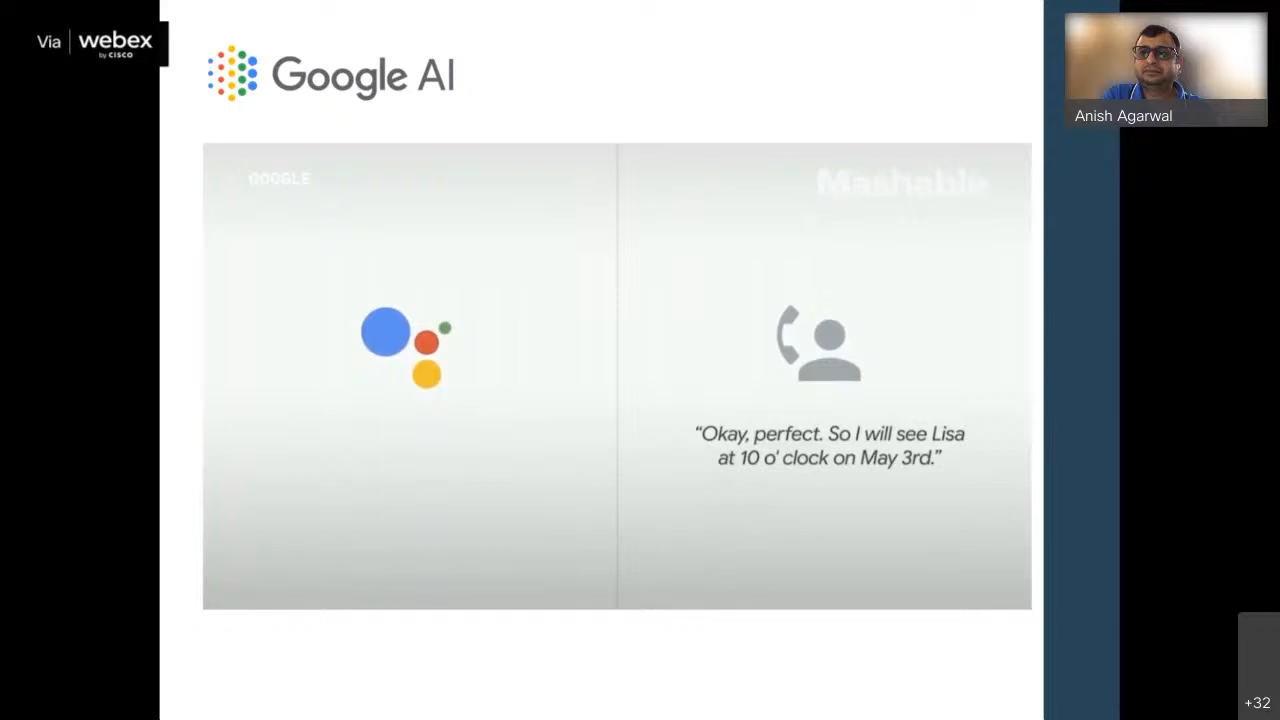 Via webex
by CISCO
Google AI
Anish Agarwal
GOOGLE
Mashable
“Okay, perfect. So I will see Lisa
at 10 o' clock on May 3rd.”
+32